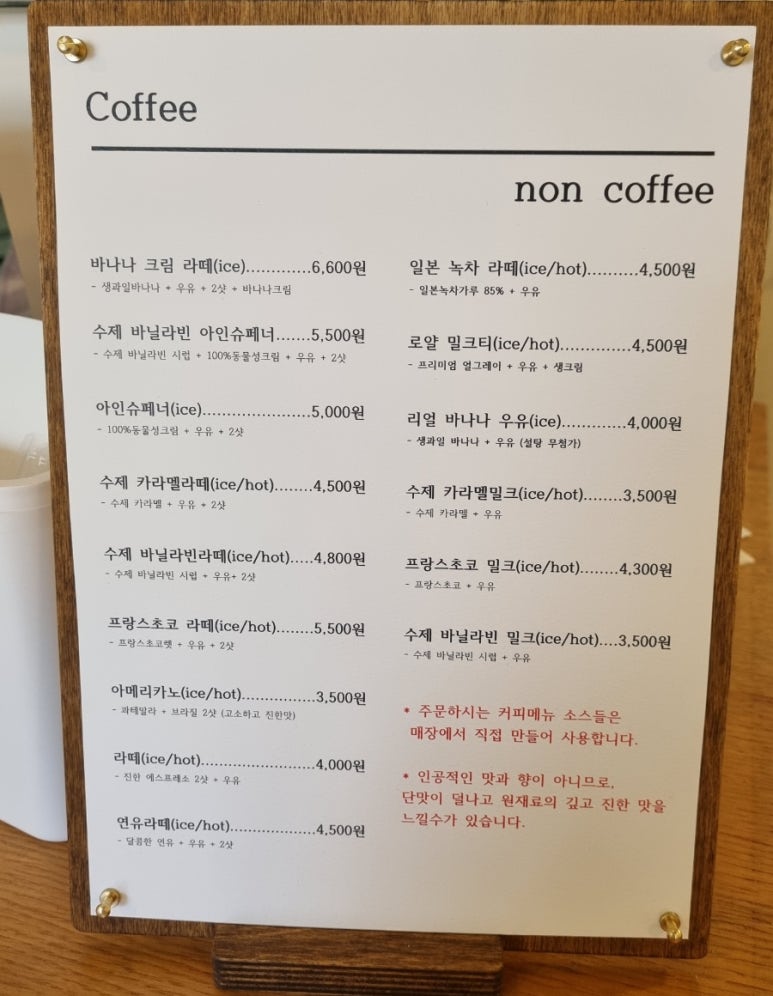 Coffee
non coffee
바나나 크림 라떼(ice).............6,600원
- 생과일바나나 + 우유 + 2샷 + 바나나크림
수제 바닐라빈 아인슈페너.......5,500원
- 수제 바닐라빈 시럽 + 100%동물성크림 + 우유 + 2샷
아인슈페너(ice)......................5,000원
- 100%동물성크림 + 우유 + 2샷
수제 카라멜라떼(ice/hot)........4,500원
- 수제 카라멜 + 우유 + 2샷
수제 바닐라빈라떼(ice/hot).....4,800원
- 수제 바닐라빈 시럽 + 우유+ 2샷
프랑스초코 라떼(ice/hot)........5,500원
- 프랑스초코렛 + 우유 + 2샷
아메리카노(ice/hot)...............3,500원
- 콰테말라 + 브라질 2샷 (고소하고 진한맛)
라떼(ice/hot).......................4,000원
- 진한 에스프레소 2샷 + 우유
연유라떼(ice/hot).................4,500원
- 달콤한 연유 + 우유 + 2샷
일본 녹차 라떼(ice/hot)..........4,500원
- 일본녹차가루 85% + 우유
로얄 밀크티(ice/hot)..............4,500원
- 프리미엄 얼그레이 + 우유 + 생크림
리얼 바나나 우유(ice).............4,000원
- 생과일 바나나 + 우유 (설탕 무첨가)
수제 카라멜밀크(ice/hot)........3,500원
- 수제 카라멜 + 우유
프랑스초코 밀크(ice/hot)........4,300원
- 프랑스초코 + 우유
수제 바닐라빈 밀크(ice/hot)....3,500원
- 수제 바닐라빈 시럽 + 우유
* 주문하시는 커피메뉴 소스들은
매장에서 직접 만들어 사용합니다.
* 인공적인 맛과 향이 아니므로,
단맛이 덜나고 원재료의 깊고 진한 맛을
느낄수가 있습니다.